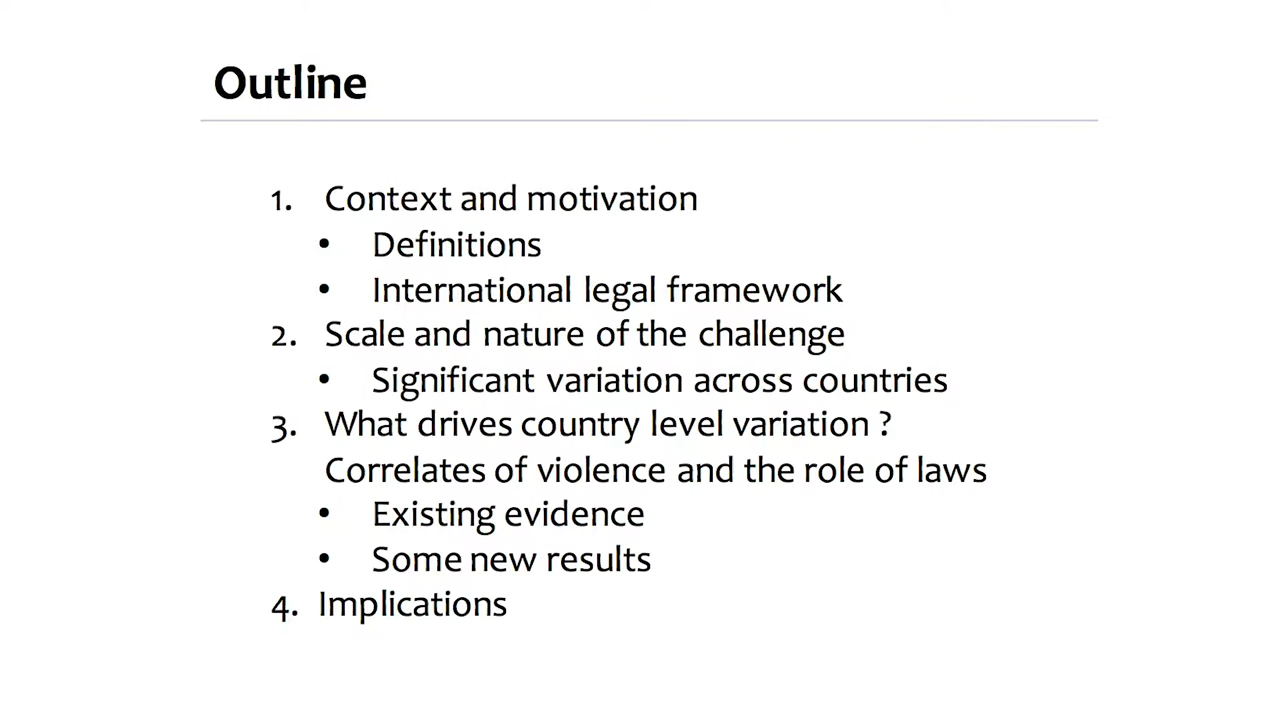 Outline
1. Context and motivation
• Definitions
• International legal framework
2. Scale and nature of the challenge
• Significant variation across countries
3. What drives country level variation ?
Correlates of violence and the role of laws
• Existing evidence
• Some new results
4. Implications